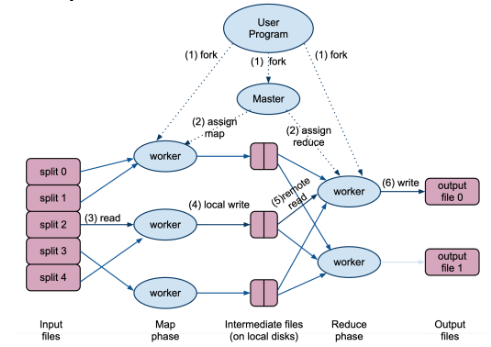 User
Program
(1) fork
(1) fork
(1) fork
Master
(2) assign
map
(2) assign
reduce
worker
split 0
split 1
split 2
split 3
split 4
(3) read
worker
(4) local write
(5)remote
read
worker
(6) write
output
file 0
worker
worker
output
file 1
Input
files
Map
phase
Intermediate files
(on local disks)
Reduce
phase
Output
files